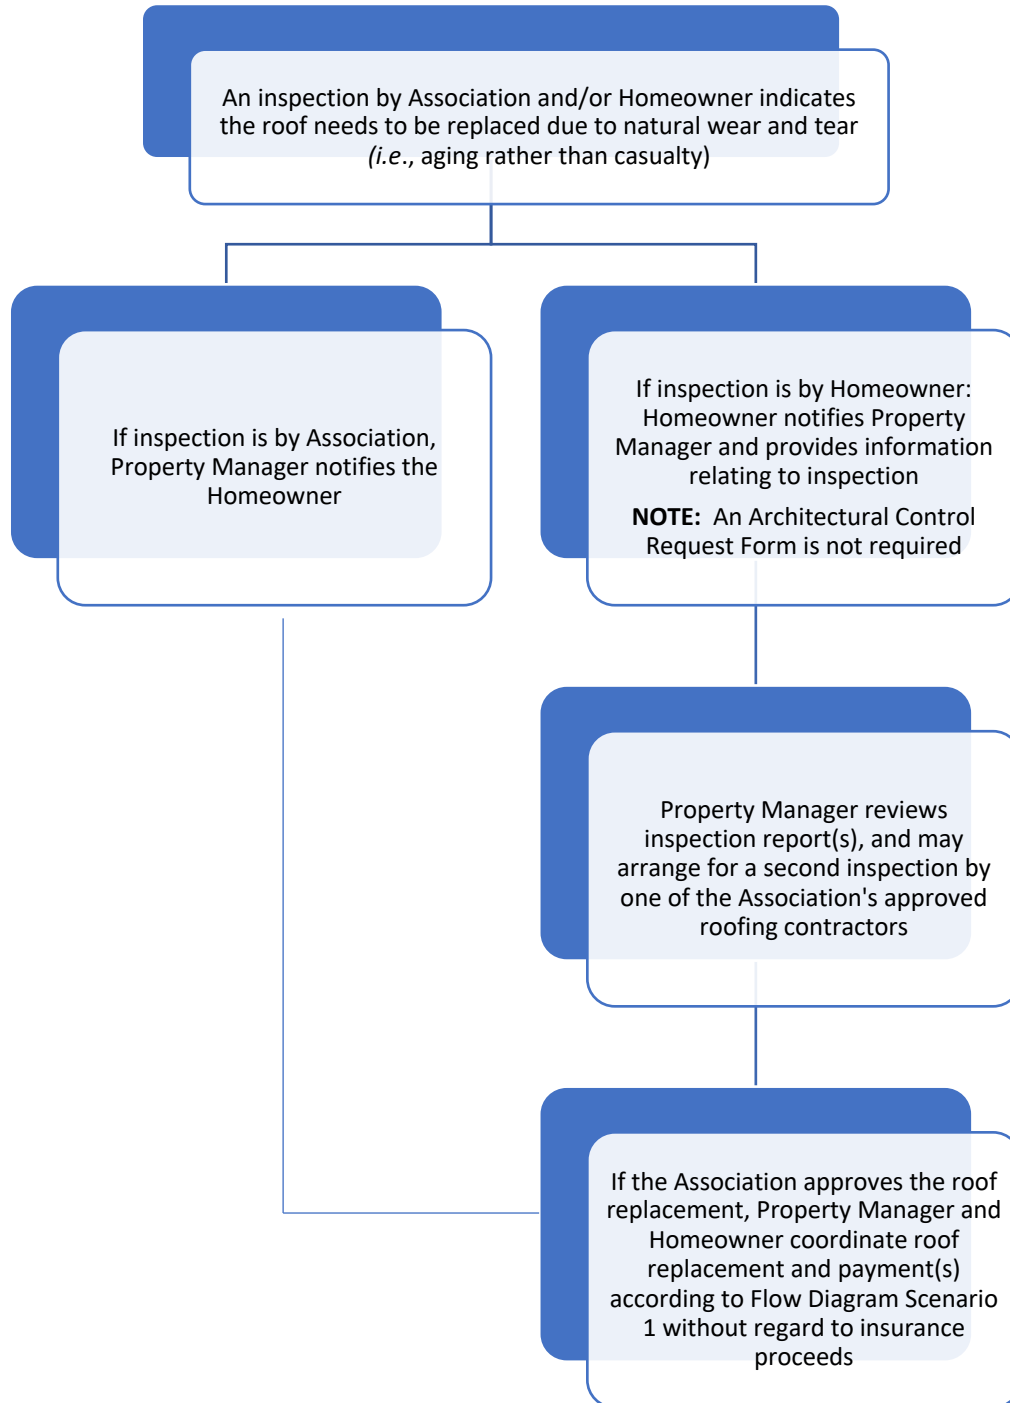 An inspection by Association and/or Homeowner indicates
the roof needs to be replaced due to natural wear and tear
(i.e., aging rather than casualty)
If inspection is by Association,
Property Manager notifies the
Homeowner
If inspection is by Homeowner:
Homeowner notifies Property
Manager and provides information
relating to inspection
NOTE: An Architectural Control
Request Form is not required
Property Manager reviews
inspection report(s), and may
arrange for a second inspection by
one of the Association's approved
roofing contractors
If the Association approves the roof
replacement, Property Manager and
Homeowner coordinate roof
replacement and payment(s)
according to Flow Diagram Scenario
1 without regard to insurance
proceeds